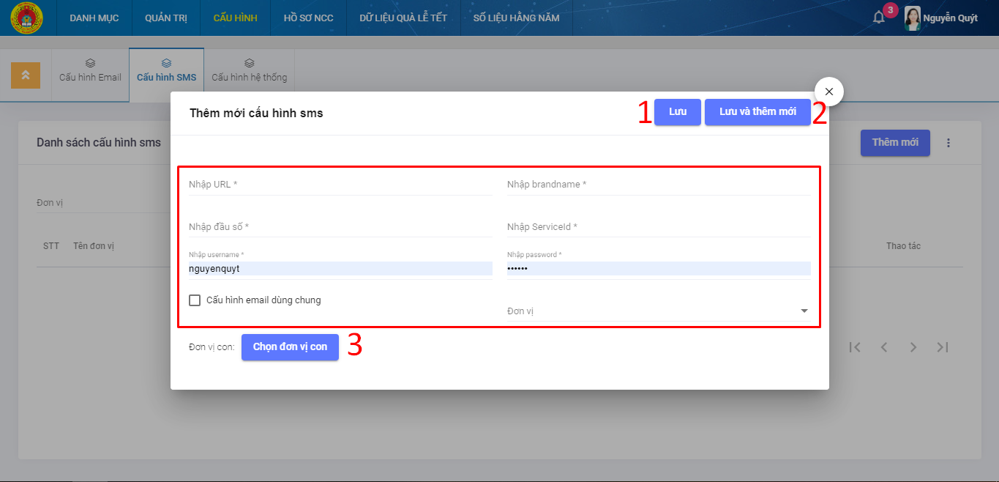 DANH MỤC
QUẢN TRỊ
CẤU HÌNH
HỒ SƠ NCC
DỮ LIỆU QUÀ LỄ TẾT
SỐ LIỆU HẰNG NĂM
3
Nguyễn Quýt
Cấu hình Email
Cấu hình SMS
Cấu hình hệ thống
Thêm mới cấu hình sms
1
Lưu
Lưu và thêm mới
2
Danh sách cấu hình sms
Thêm mới
Nhập URL *
Nhập brandname *
Đơn vị
Nhập đầu số *
Nhập ServiceId *
STT
Tên đơn vị
Thao tác
Nhập username *
Nhập password *
nguyenquyt
••••••
Cấu hình email dùng chung
Đơn vị
Đơn vị con:
Chọn đơn vị con
3